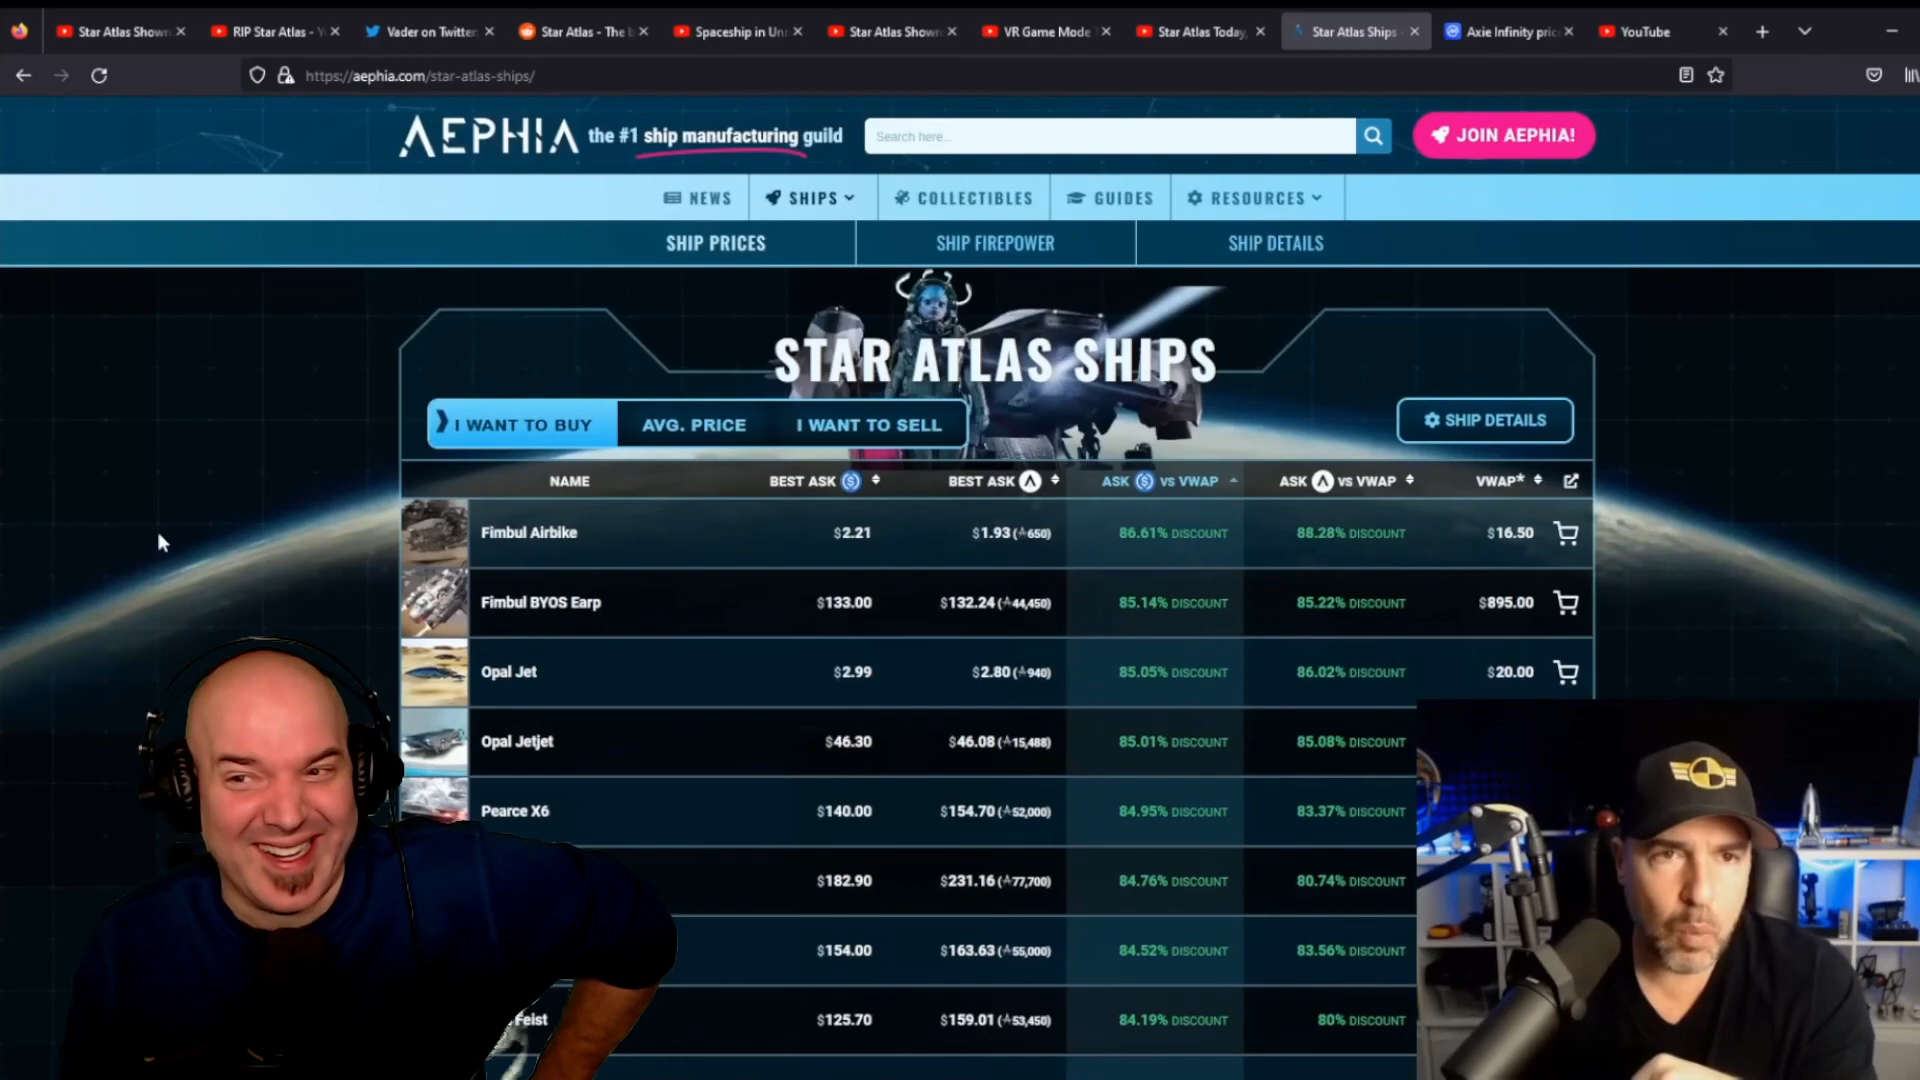 Star Atlas Shown
RIP Star Atlas -
Vader on Twitter
Star Atlas - The b
Spaceship in Un
Star Atlas Shown
VR Game Mode
Star Atlas Today,
Star Atlas Ships -
Axie Infinity pric
YouTube
https://aephia.com/star-atlas-ships/
AEPHIA the #1 ship manufacturing guild
Search here...
JOIN AEPHIA!
NEWS
SHIPS
COLLECTIBLES
GUIDES
RESOURCES
SHIP PRICES
SHIP FIREPOWER
SHIP DETAILS
STAR ATLAS SHIPS
I WANT TO BUY
AVG. PRICE
I WANT TO SELL
SHIP DETAILS
NAME BEST ASK BEST ASK ASK VS VWAP ASK VS VWAP VWAP*
Fimbul Airbike $2.21 $1.93 (650) 86.61% DISCOUNT 88.28% DISCOUNT $16.50
Fimbul BYOS Earp $133.00 $132.24 (44,450) 85.14% DISCOUNT 85.22% DISCOUNT $895.00
Opal Jet $2.99 $2.80 (940) 85.05% DISCOUNT 86.02% DISCOUNT $20.00
Opal Jetjet $46.30 $46.08 (15,488) 85.01% DISCOUNT 85.08% DISCOUNT
Pearce X6 $140.00 $154.70 (52,000) 84.95% DISCOUNT 83.37% DISCOUNT
$182.90 $231.16 (77,700) 84.76% DISCOUNT 80.74% DISCOUNT
$154.00 $163.63 (55,000) 84.52% DISCOUNT 83.56% DISCOUNT
Feist $125.70 $159.01 (53,450) 84.19% DISCOUNT 80% DISCOUNT